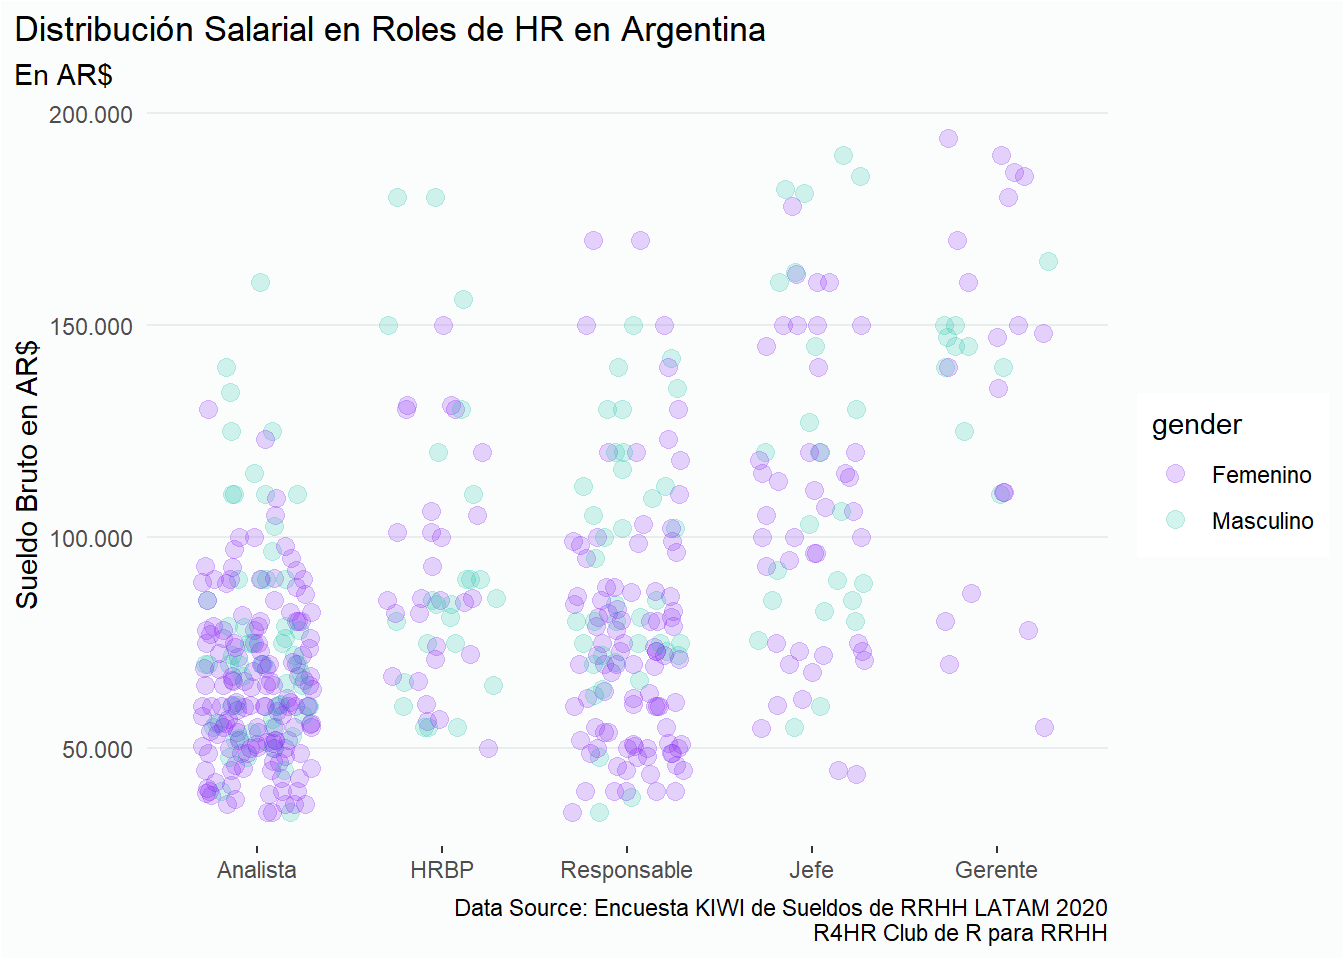 Distribución Salarial en Roles de HR en Argentina
En AR$
Sueldo Bruto en AR$
200.000
150.000
100.000
50.000
Analista
HRBP
Responsable
Jefe
Gerente
gender
Femenino
Masculino
Data Source: Encuesta KIWI de Sueldos de RRHH LATAM 2020
R4HR Club de R para RRHH